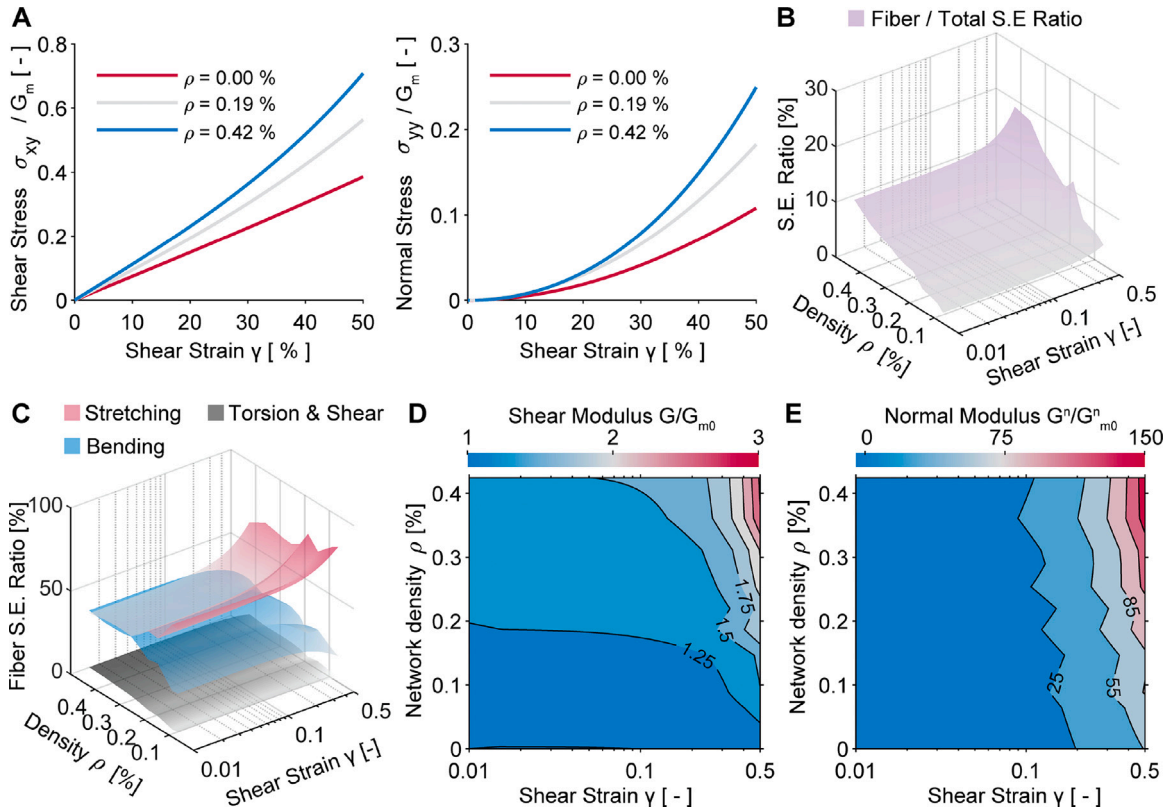 A
Shear Stress σxy / Gm [ - ]
0.8
0.6
0.4
0.2
0
ρ = 0.00 %
ρ = 0.19 %
ρ = 0.42 %
0 10 20 30 40 50
Shear Strain γ [ % ]
Normal Stress σyy / Gm [ - ]
0.3
0.2
0.1
0
ρ = 0.00 %
ρ = 0.19 %
ρ = 0.42 %
0 10 20 30 40 50
Shear Strain γ [ % ]
B
Fiber / Total S.E Ratio
S.E. Ratio [%]
30
20
10
0
0.4
0.3
0.2
0.1
Density ρ [%]
0.01
0.1
0.5
Shear Strain γ [-]
C
Stretching
Torsion & Shear
Bending
Fiber S.E. Ratio [%]
100
50
0
0.4
0.3
0.2
0.1
Density ρ [%]
0.01
0.1
0.5
Shear Strain γ [-]
D
Shear Modulus G/Gm0
1 2 3
Network density ρ [%]
0.4
0.3
0.2
0.1
0
1.75
1.5
1.25
0.01 0.1 0.5
Shear Strain γ [ - ]
E
Normal Modulus Gⁿ/Gⁿm0
0 75 150
Network density ρ [%]
0.4
0.3
0.2
0.1
0
85
25
55
0.01 0.1 0.5
Shear Strain γ [ - ]